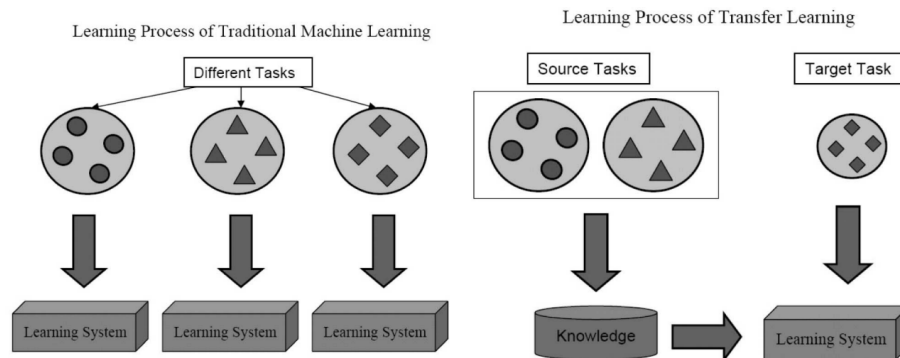 Learning Process of Traditional Machine Learning
Different Tasks
Learning System
Learning System
Learning System
Learning Process of Transfer Learning
Source Tasks
Target Task
Knowledge
Learning System